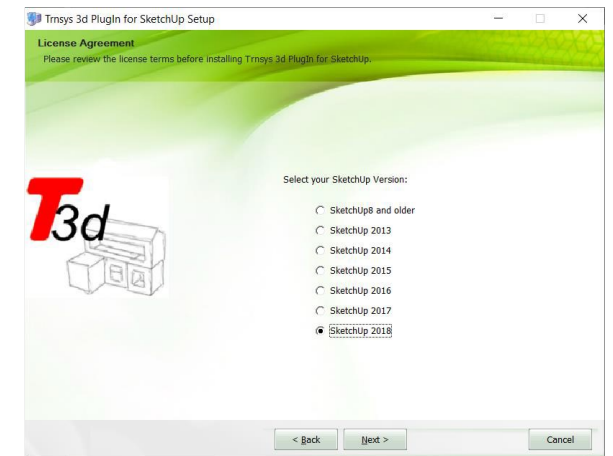 Trnsys 3d PlugIn for SketchUp Setup
License Agreement
Please review the license terms before installing Trnsys 3d PlugIn for SketchUp.
Select your SketchUp Version:
T3d
SketchUp8 and older
SketchUp 2013
SketchUp 2014
SketchUp 2015
SketchUp 2016
SketchUp 2017
SketchUp 2018
< Back
Next >
Cancel